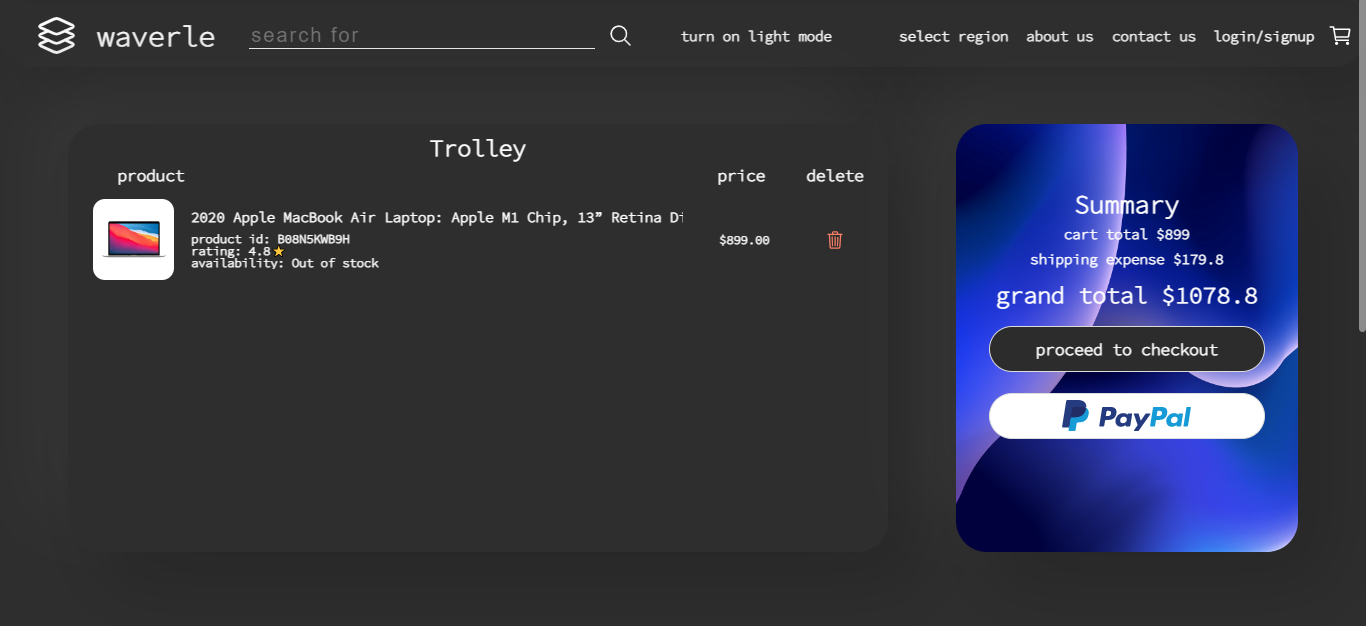 waverle
search for
turn on light mode
select region
about us
contact us
login/signup
Trolley
product
price
delete
2020 Apple MacBook Air Laptop: Apple M1 Chip, 13” Retina Di
product id: B08N5KWB9H
rating: 4.8
availability: Out of stock
$899.00
Summary
cart total $899
shipping expense $179.8
grand total $1078.8
proceed to checkout
PayPal